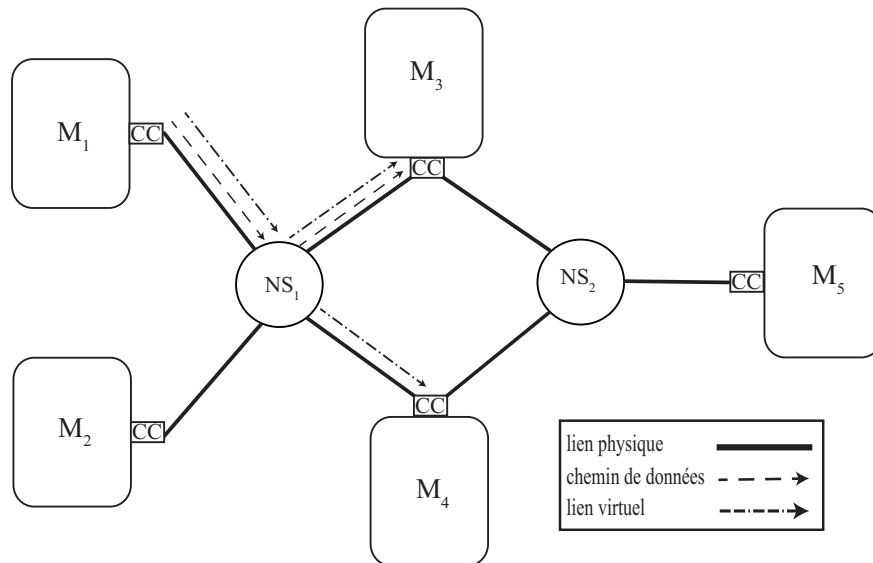 M3
CC
M1
CC
NS1
NS2
CC
M5
M2
CC
CC
M4
lien physique
chemin de données
lien virtuel